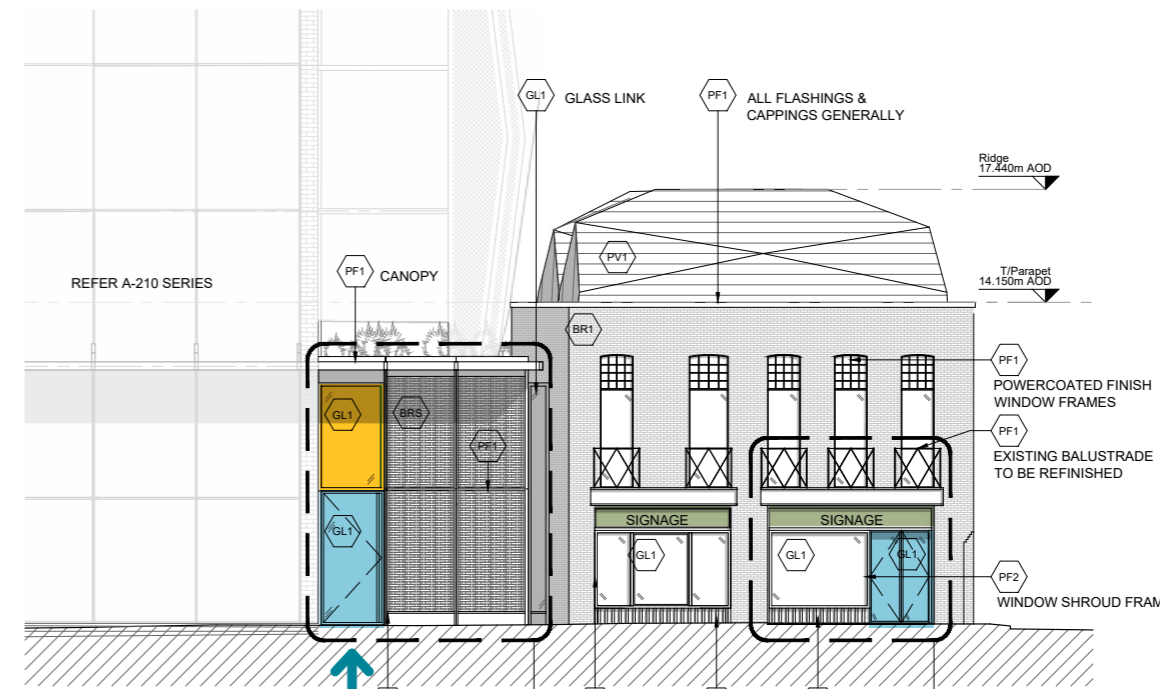 GL1
GLASS LINK
PF1
ALL FLASHINGS &
CAPPINGS GENERALLY
Ridge
17.440m AOD
PV1
PF1
CANOPY
REFER A-210 SERIES
T/Parapet
14.150m AOD
BR1
PF1
POWERCOATED FINISH
WINDOW FRAMES
GL1
BRS
PF1
PF1
EXISTING BALUSTRADE
TO BE REFINISHED
SIGNAGE
SIGNAGE
GL1
GL1
GL1
GL1
PF2
WINDOW SHROUD FRAM